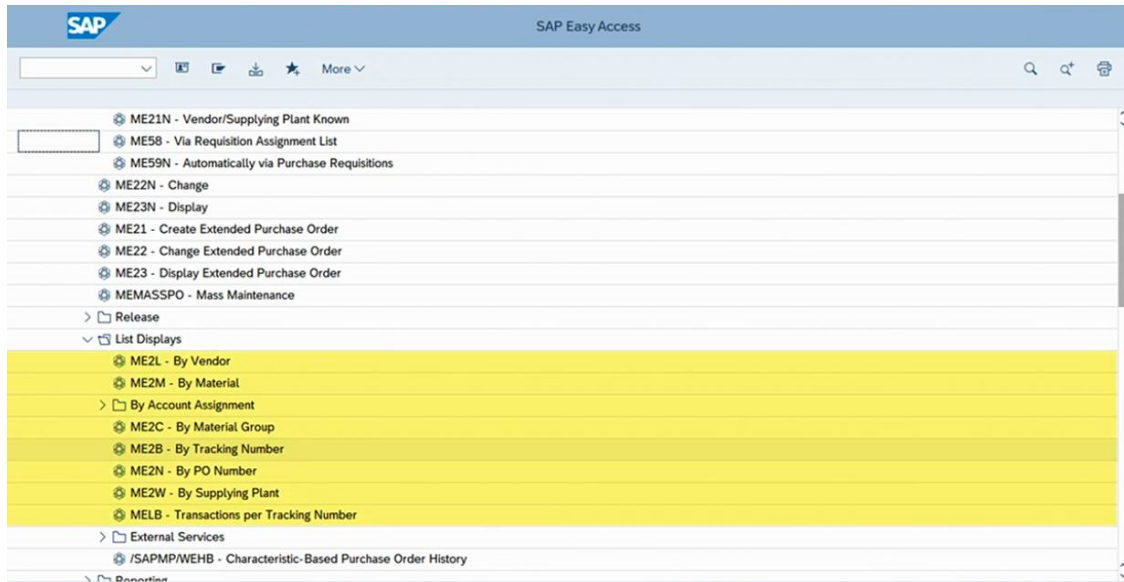 SAP
SAP Easy Access
More
ME21N - Vendor/Supplying Plant Known
ME58 - Via Requisition Assignment List
ME59N - Automatically via Purchase Requisitions
ME22N - Change
ME23N - Display
ME21 - Create Extended Purchase Order
ME22 - Change Extended Purchase Order
ME23 - Display Extended Purchase Order
MEMASSPO - Mass Maintenance
Release
List Displays
ME2L - By Vendor
ME2M - By Material
By Account Assignment
ME2C - By Material Group
ME2B - By Tracking Number
ME2N - By PO Number
ME2W - By Supplying Plant
MELB - Transactions per Tracking Number
External Services
/SAPMP/WEHB - Characteristic-Based Purchase Order History
Reporting